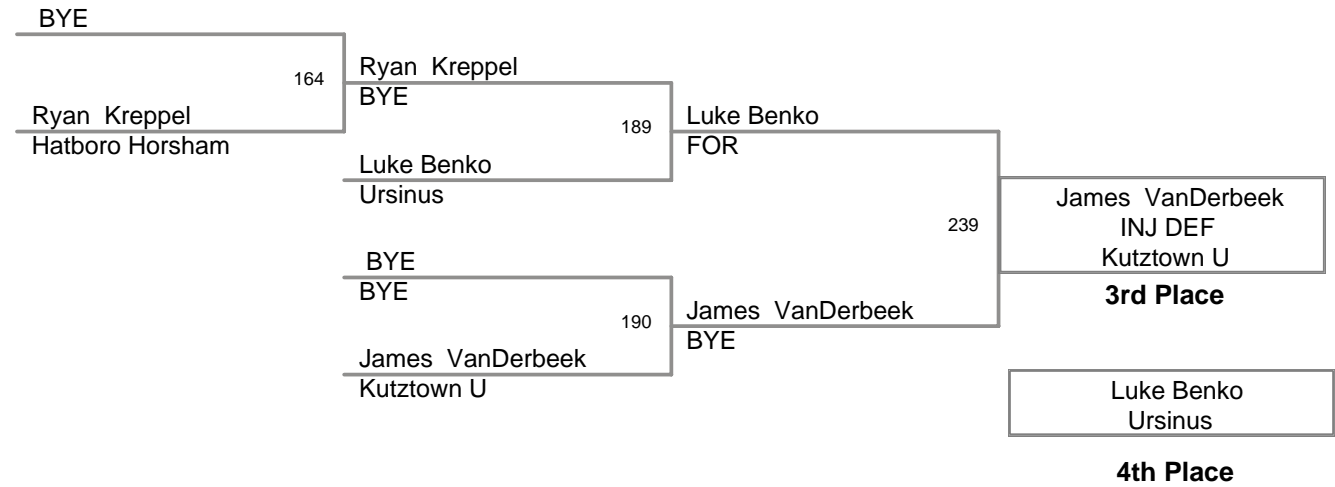 BYE
164
Ryan Kreppel
Hatboro Horsham
Ryan Kreppel
BYE
189
Luke Benko
Ursinus
BYE
BYE
190
James VanDerbeek
Kutztown U
Luke Benko
FOR
239
James VanDerbeek
BYE
James VanDerbeek
INJ DEF
Kutztown U
3rd Place
Luke Benko
Ursinus
4th Place